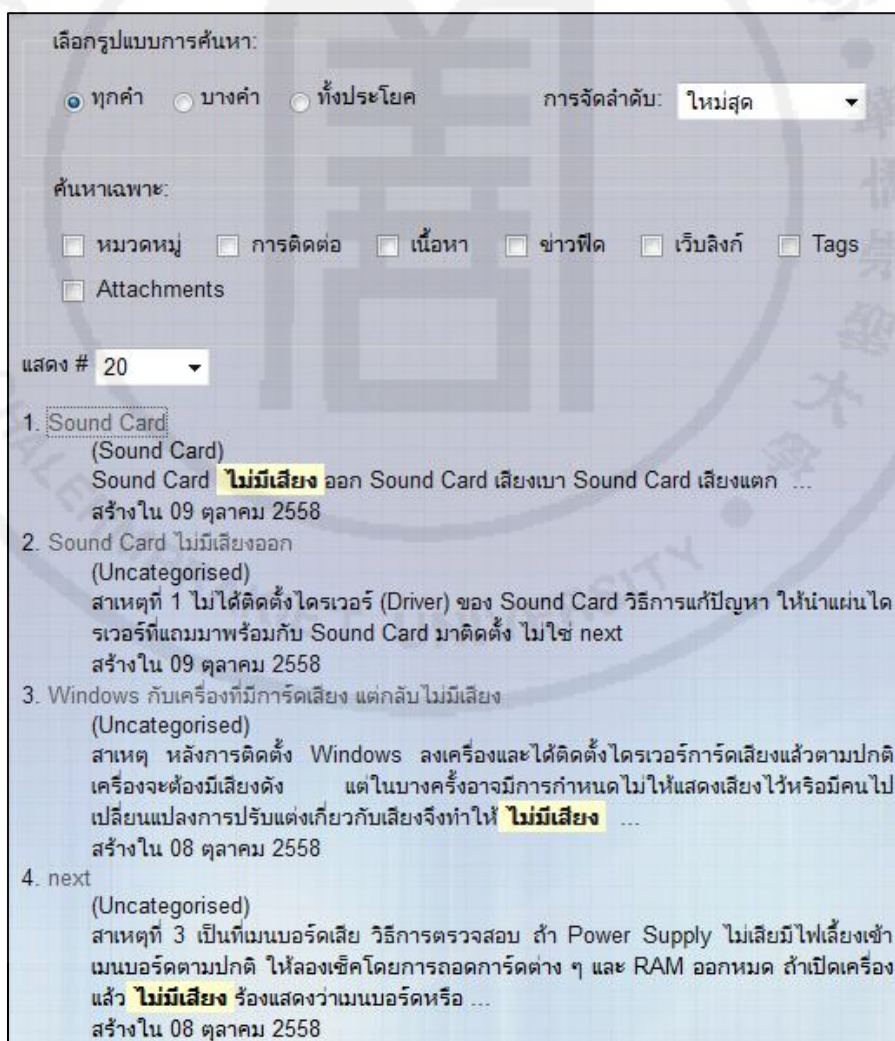 เลือกรูปแบบการค้นหา:
ทุกคำ บางคำ ทั้งประโยค การจัดลำดับ: ใหม่สุด
ค้นหาเฉพาะ:
หมวดหมู่ การติดต่อ เนื้อหา ข่าวฟีด เว็บลิงก์ Tags
Attachments
แสดง # 20
1. Sound Card
(Sound Card)
Sound Card ไม่มีเสียง ออก Sound Card เสียงเบา Sound Card เสียงแตก ...
สร้างใน 09 ตุลาคม 2558
2. Sound Card ไม่มีเสียงออก
(Uncategorised)
สาเหตุที่ 1 ไม่ได้ติดตั้งไดรเวอร์ (Driver) ของ Sound Card วิธีการแก้ปัญหา ให้นำแผ่นได
รเวอร์ที่แถมมาพร้อมกับ Sound Card มาติดตั้ง ไม่ใช่ next
สร้างใน 09 ตุลาคม 2558
3. Windows กับเครื่องที่มีการ์ดเสียง แต่กลับไม่มีเสียง
(Uncategorised)
สาเหตุ หลังการติดตั้ง Windows ลงเครื่องและได้ติดตั้งไดรเวอร์การ์ดเสียงแล้วตามปกติ
เครื่องจะต้องมีเสียงดัง แต่ในบางครั้งอาจมีการกำหนดไม่ให้แสดงเสียงไว้หรือมีคนไป
เปลี่ยนแปลงการปรับแต่งเกี่ยวกับเสียงจึงทำให้ ไม่มีเสียง ...
สร้างใน 08 ตุลาคม 2558
4. next
(Uncategorised)
สาเหตุที่ 3 เป็นที่เมนบอร์ดเสีย วิธีการตรวจสอบ ถ้า Power Supply ไม่เสียมีไฟเลี้ยงเข้า
เมนบอร์ดตามปกติ ให้ลองเช็คโดยการถอดการ์ดต่าง ๆ และ RAM ออกหมด ถ้าเปิดเครื่อง
แล้ว ไม่มีเสียง ร้องแสดงว่าเมนบอร์ดหรือ ...
สร้างใน 08 ตุลาคม 2558